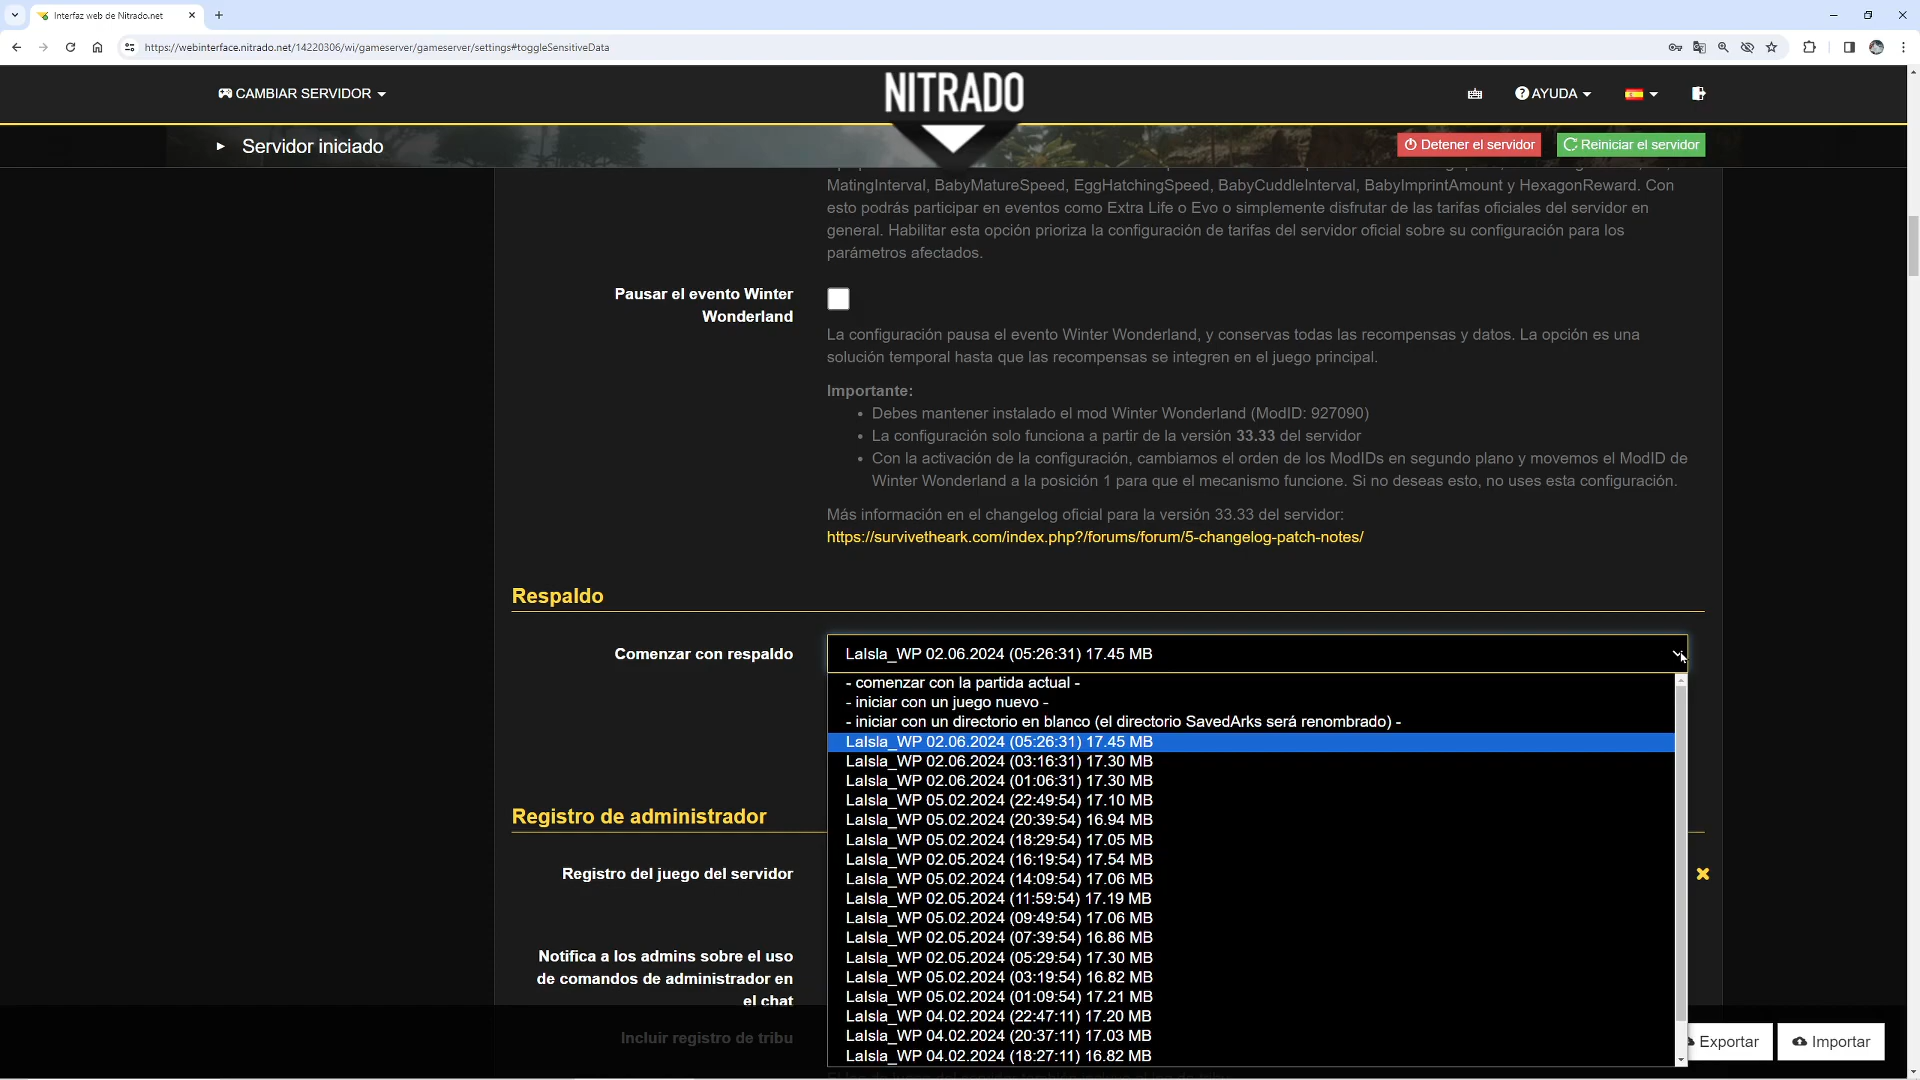 Interfaz web de Nitrado.net
https://webinterface.nitrado.net/14220306/wi/gameserver/gameserver/settings#toggleSensitiveData
CAMBIAR SERVIDOR
NITRADO
AYUDA
Servidor iniciado
Detener el servidor
Reiniciar el servidor
MatingInterval, BabyMatureSpeed, EggHatchingSpeed, BabyCuddleInterval, BabyImprintAmount y HexagonReward. Con
esto podrás participar en eventos como Extra Life o Evo o simplemente disfrutar de las tarifas oficiales del servidor en
general. Habilitar esta opción prioriza la configuración de tarifas del servidor oficial sobre su configuración para los
parámetros afectados.
Pausar el evento Winter
Wonderland
La configuración pausa el evento Winter Wonderland, y conservas todas las recompensas y datos. La opción es una
solución temporal hasta que las recompensas se integren en el juego principal.
Importante:
• Debes mantener instalado el mod Winter Wonderland (ModID: 927090)
• La configuración solo funciona a partir de la versión 33.33 del servidor
• Con la activación de la configuración, cambiamos el orden de los ModIDs en segundo plano y movemos el ModID de
Winter Wonderland a la posición 1 para que el mecanismo funcione. Si no deseas esto, no uses esta configuración.
Más información en el changelog oficial para la versión 33.33 del servidor:
https://survivetheark.com/index.php?/forums/forum/5-changelog-patch-notes/
Respaldo
Comenzar con respaldo
LaIsla_WP 02.06.2024 (05:26:31) 17.45 MB
- comenzar con la partida actual -
- iniciar con un juego nuevo -
- iniciar con un directorio en blanco (el directorio SavedArks será renombrado) -
LaIsla_WP 02.06.2024 (05:26:31) 17.45 MB
LaIsla_WP 02.06.2024 (03:16:31) 17.30 MB
LaIsla_WP 02.06.2024 (01:06:31) 17.30 MB
LaIsla_WP 05.02.2024 (22:49:54) 17.10 MB
LaIsla_WP 05.02.2024 (20:39:54) 16.94 MB
LaIsla_WP 05.02.2024 (18:29:54) 17.05 MB
LaIsla_WP 02.05.2024 (16:19:54) 17.54 MB
LaIsla_WP 05.02.2024 (14:09:54) 17.06 MB
LaIsla_WP 02.05.2024 (11:59:54) 17.19 MB
LaIsla_WP 05.02.2024 (09:49:54) 17.06 MB
LaIsla_WP 02.05.2024 (07:39:54) 16.86 MB
LaIsla_WP 02.05.2024 (05:29:54) 17.30 MB
LaIsla_WP 05.02.2024 (03:19:54) 16.82 MB
LaIsla_WP 05.02.2024 (01:09:54) 17.21 MB
LaIsla_WP 04.02.2024 (22:47:11) 17.20 MB
LaIsla_WP 04.02.2024 (20:37:11) 17.03 MB
LaIsla_WP 04.02.2024 (18:27:11) 16.82 MB
Registro de administrador
Registro del juego del servidor
Notifica a los admins sobre el uso
de comandos de administrador en
el chat
Incluir registro de tribu
Exportar
Importar